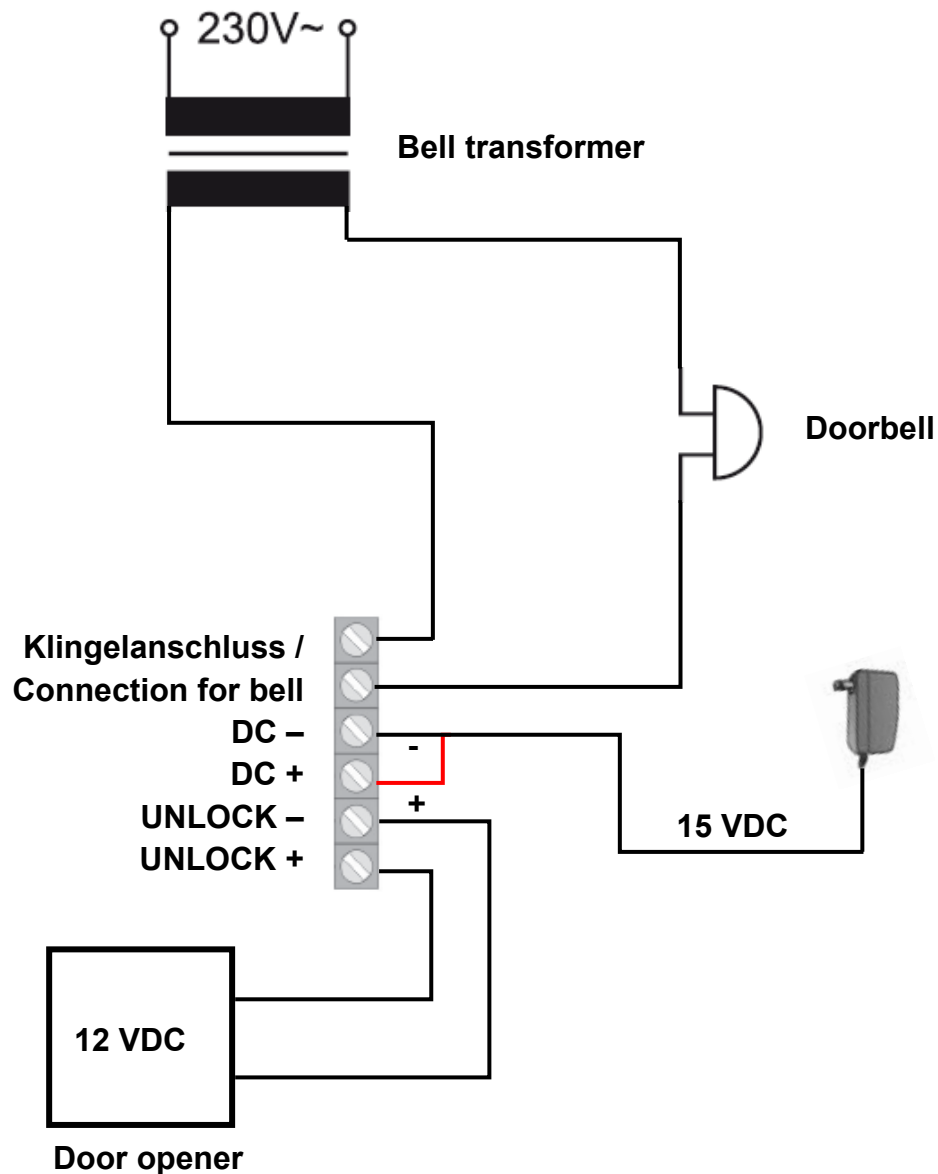 230V~
Bell transformer
Doorbell
Klingelanschluss /
Connection for bell
DC –
-
DC +
+
UNLOCK –
15 VDC
UNLOCK +
12 VDC
Door opener